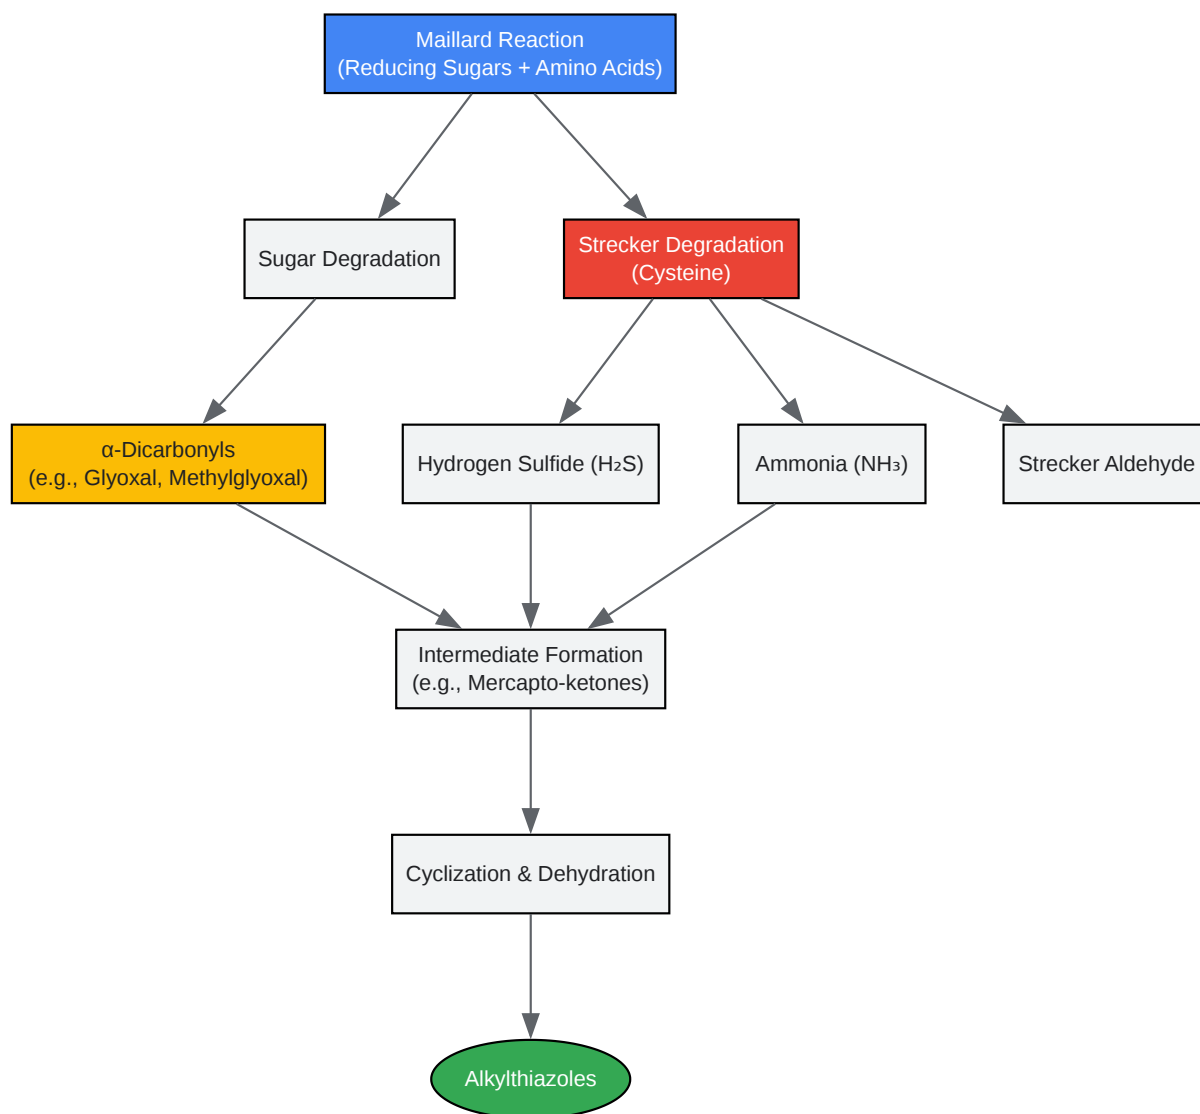 Maillard Reaction
(Reducing Sugars + Amino Acids)
Sugar Degradation
Strecker Degradation
(Cysteine)
α-Dicarbonyls
(e.g., Glyoxal, Methylglyoxal)
Hydrogen Sulfide (H₂S)
Ammonia (NH₃)
Strecker Aldehyde
Intermediate Formation
(e.g., Mercapto-ketones)
Cyclization & Dehydration
Alkylthiazoles